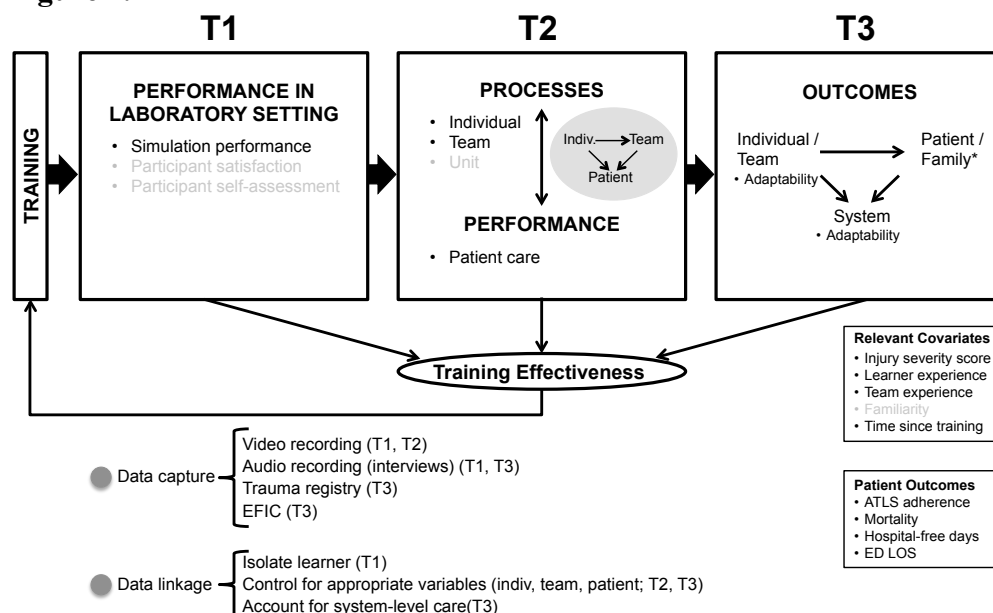 T1
T2
T3
TRAINING
PERFORMANCE IN
LABORATORY SETTING
• Simulation performance
• Participant satisfaction
• Participant self-assessment
PROCESSES
• Individual
• Team
• Unit
Indiv.
Team
Patient
PERFORMANCE
• Patient care
OUTCOMES
Individual /
Team
• Adaptability
Patient /
Family*
System
• Adaptability
Training Effectiveness
Relevant Covariates
• Injury severity score
• Learner experience
• Team experience
• Familiarity
• Time since training
Data capture
Video recording (T1, T2)
Audio recording (interviews) (T1, T3)
Trauma registry (T3)
EFIC (T3)
Patient Outcomes
• ATLS adherence
• Mortality
• Hospital-free days
• ED LOS
Data linkage
Isolate learner (T1)
Control for appropriate variables (indiv, team, patient; T2, T3)
Account for system-level care(T3)